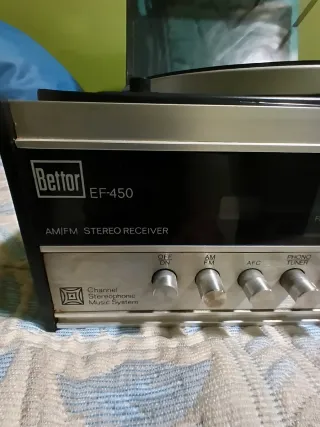 Bettor EF-450
AM/FM STEREO RECEIVER
OFF AM PHONO
ON FM AFC TUNER
Channel
Stereophonic
Music System